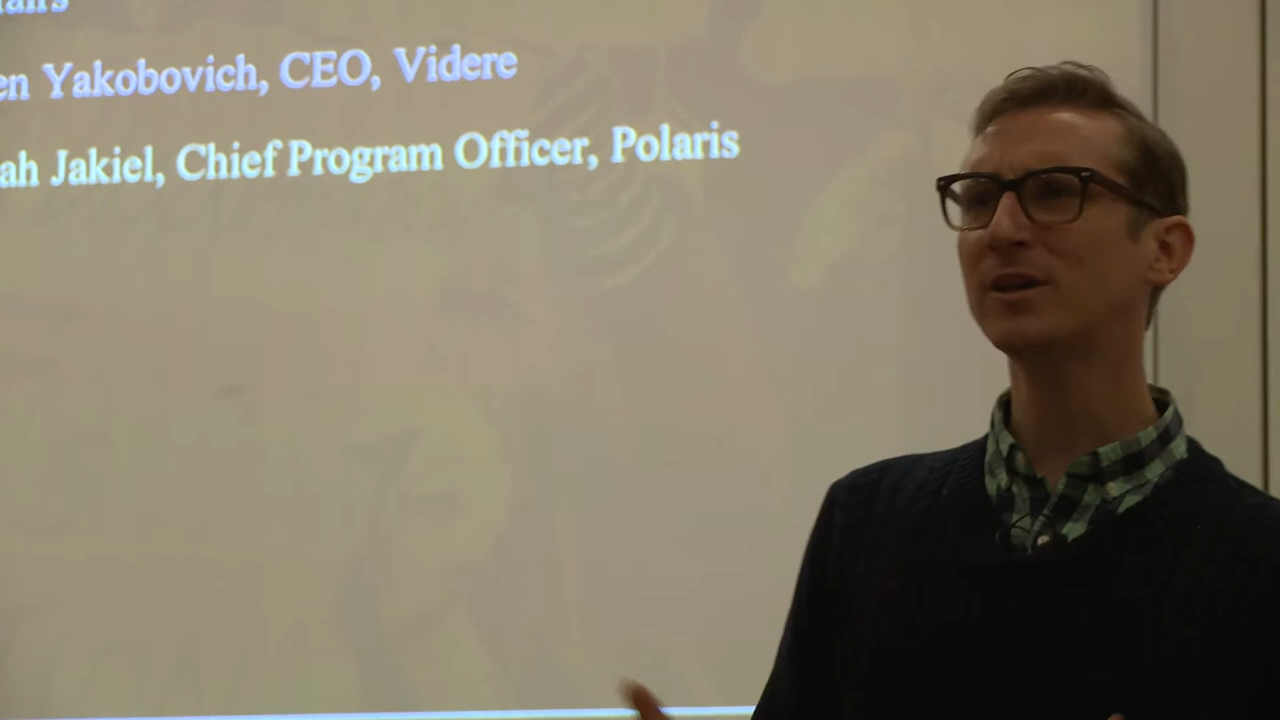 en Yakobovich, CEO, Videre
ah Jakiel, Chief Program Officer, Polaris